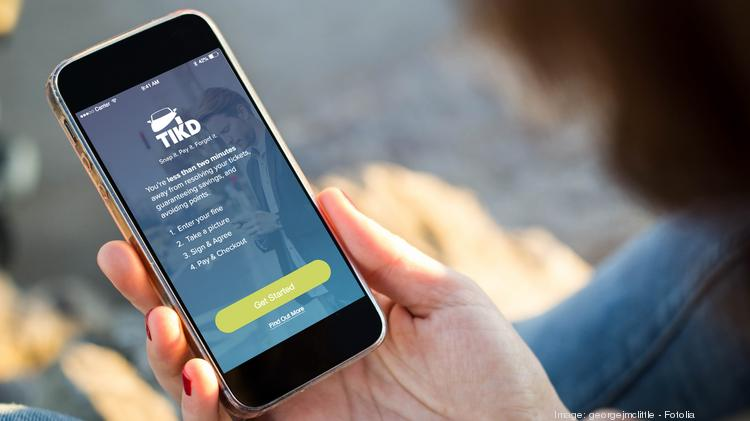 Carrier 9:41 AM 42%
TIKD
Snap it. Pay it. Forget it.
You're less than two minutes
away from resolving your tickets,
guaranteeing savings, and
avoiding points.
1. Enter your fine
2. Take a picture
3. Sign & Agree
4. Pay & Checkout
Get Started
Find Out More
Image: georgejmclittle - Fotolia